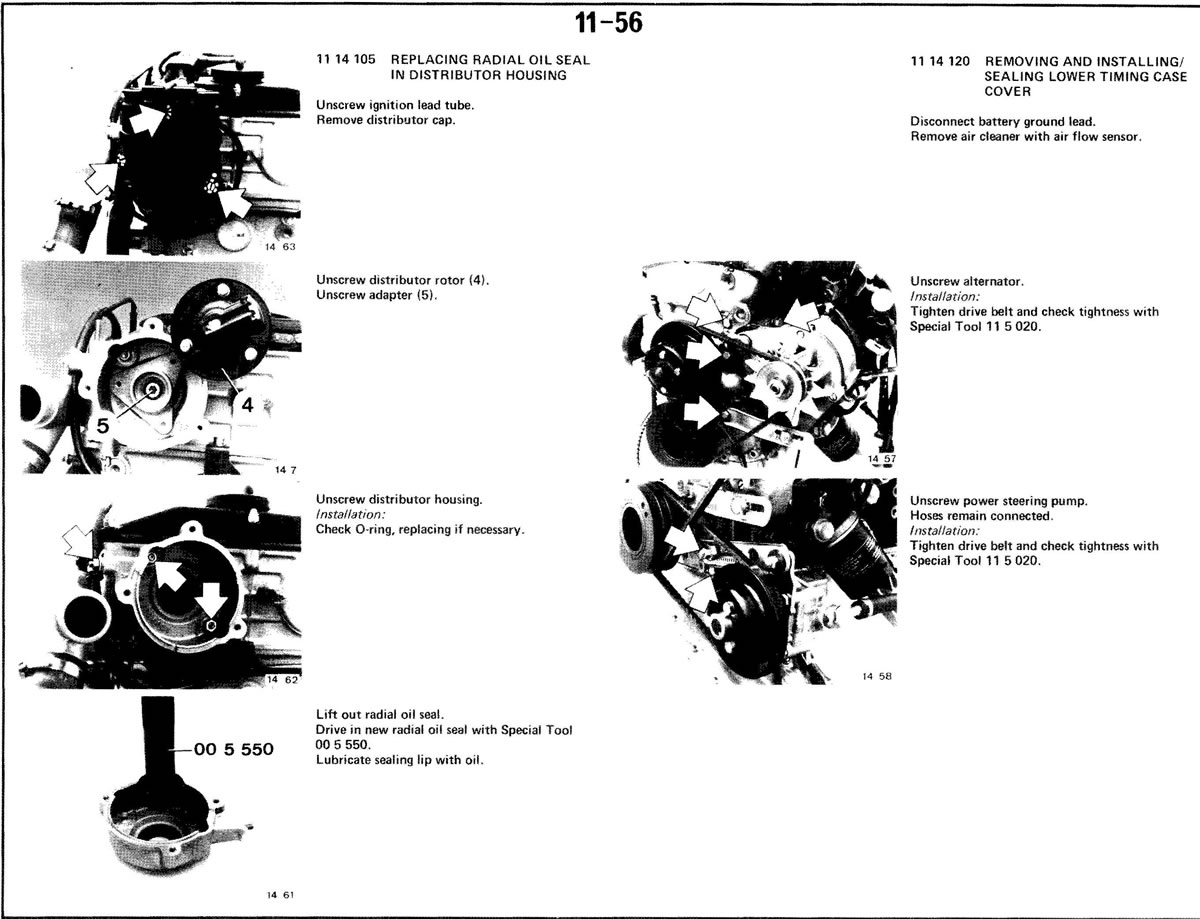 11-56
11 14 105 REPLACING RADIAL OIL SEAL
IN DISTRIBUTOR HOUSING
Unscrew ignition lead tube.
Remove distributor cap.
14 63
Unscrew distributor rotor (4).
Unscrew adapter (5).
4
5
14 7
Unscrew distributor housing.
Installation:
Check O-ring, replacing if necessary.
14 62
Lift out radial oil seal.
Drive in new radial oil seal with Special Tool
00 5 550.
Lubricate sealing lip with oil.
00 5 550
14 61
11 14 120 REMOVING AND INSTALLING/
SEALING LOWER TIMING CASE
COVER
Disconnect battery ground lead.
Remove air cleaner with air flow sensor.
Unscrew alternator.
Installation:
Tighten drive belt and check tightness with
Special Tool 11 5 020.
14 57
Unscrew power steering pump.
Hoses remain connected.
Installation:
Tighten drive belt and check tightness with
Special Tool 11 5 020.
14 58